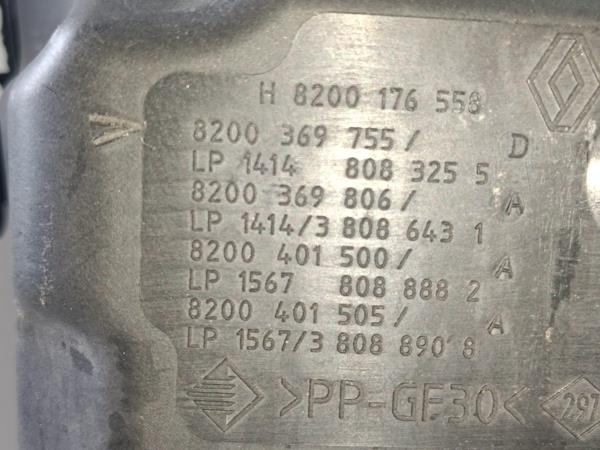 H 8200 176 558
8200 369 755/ D
LP 1414 808 325 5
8200 369 806/ A
LP 1414/3 808 643 1
8200 401 500/ A
LP 1567 808 888 2
8200 401 505/ A
LP 1567/3 808 890 8
>PP-GF30< 297